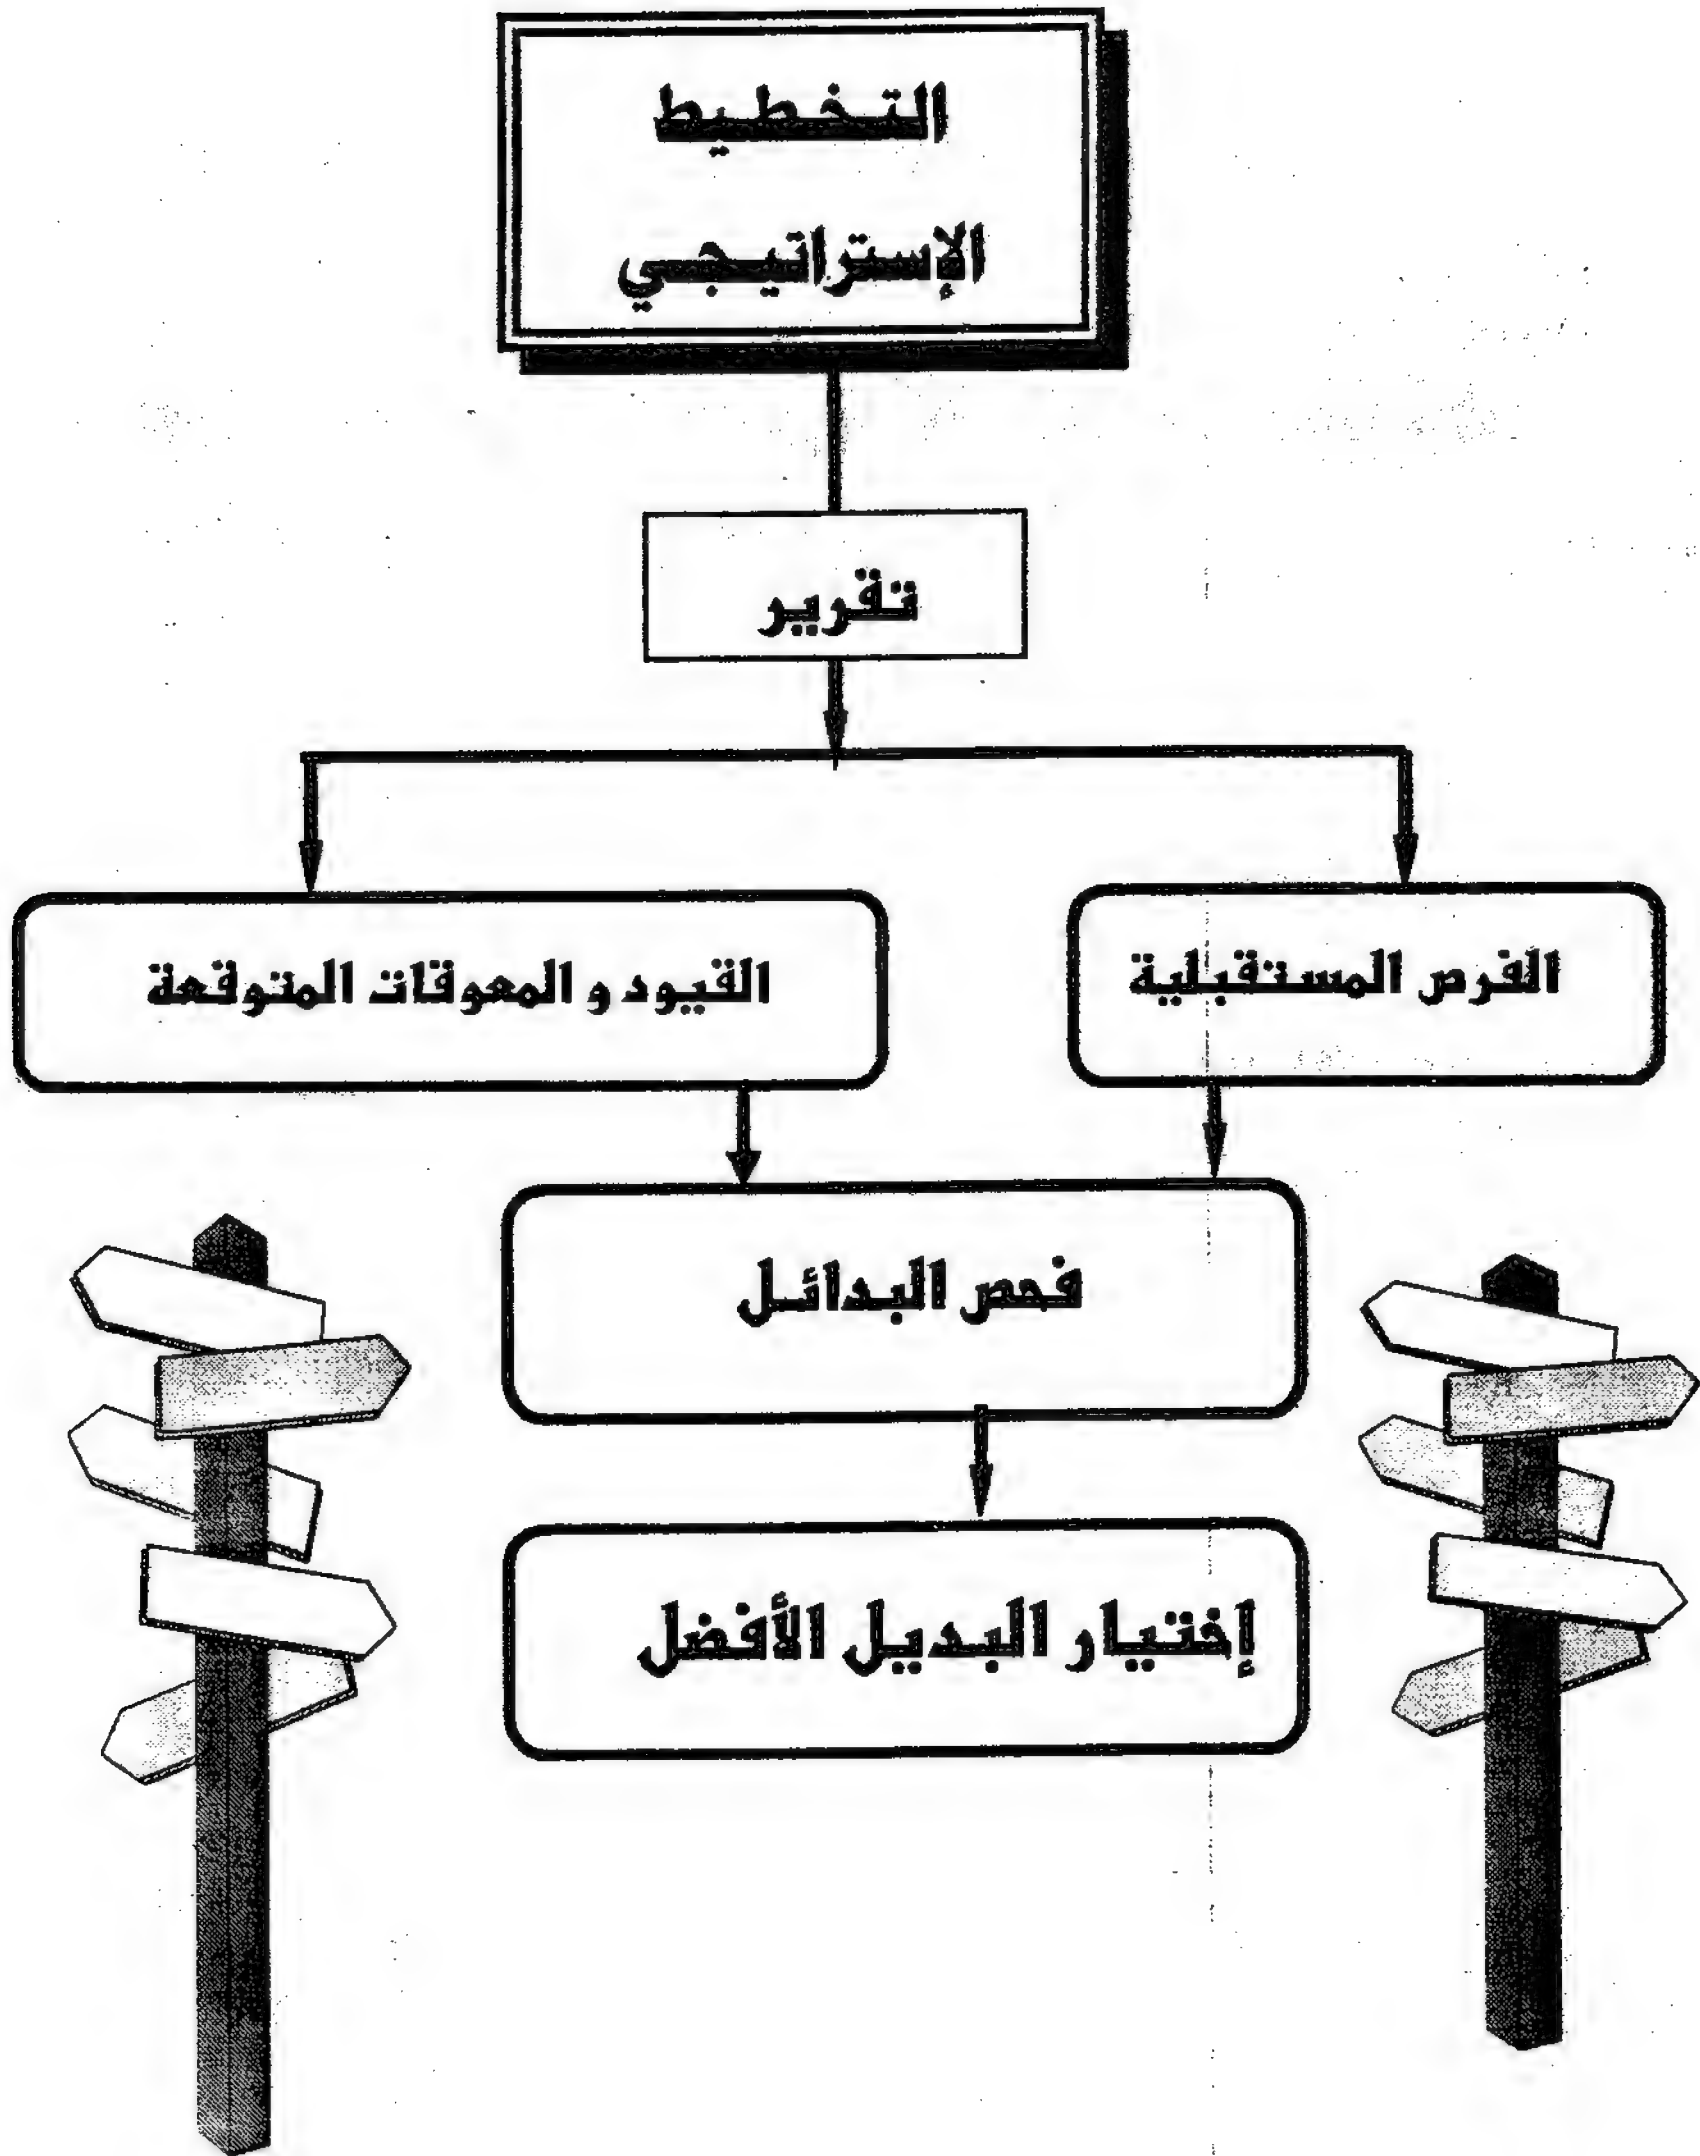 التخطيط
الإستراتيجي
تقرير
الفرص المستقبلية
القيود و المعوقات المتوقعة
فحص البدائل
إختيار البديل الأفضل